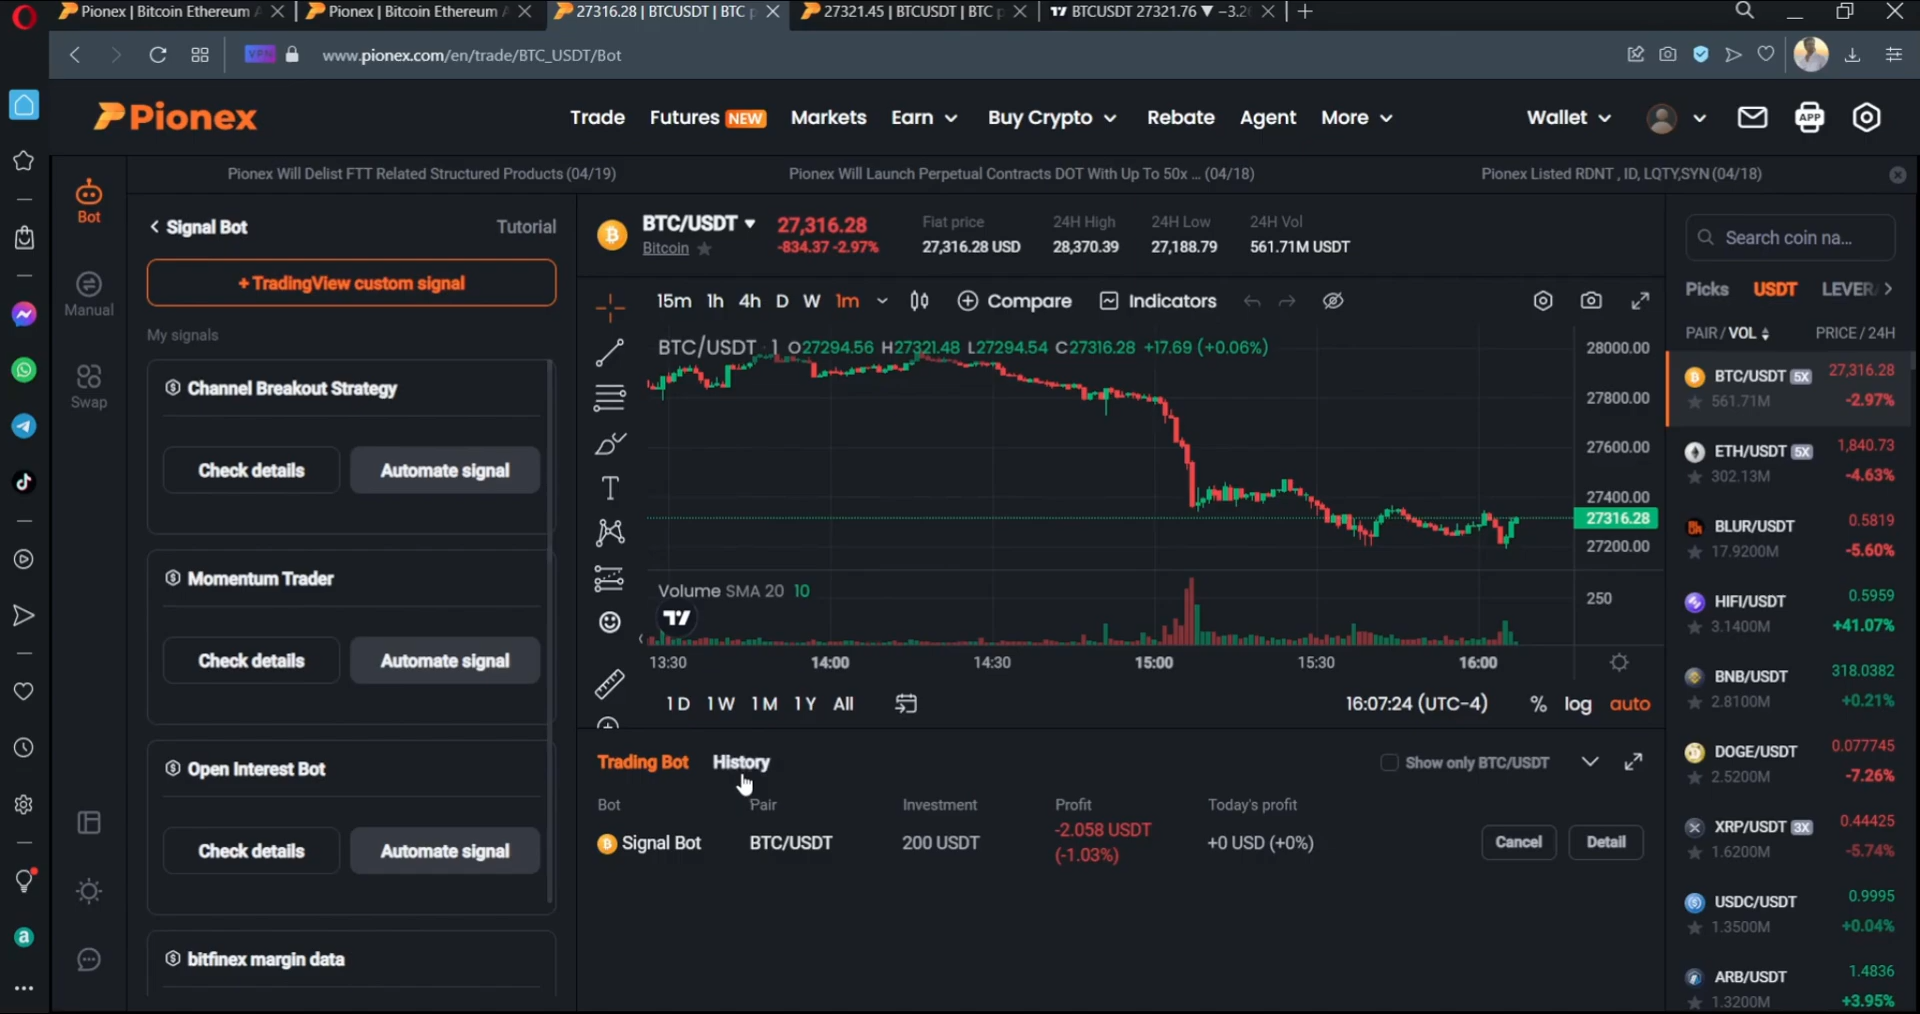 Pionex | Bitcoin Ethereum
Pionex | Bitcoin Ethereum
27316.28 | BTCUSDT | BTC
27321.45 | BTCUSDT | BTC
BTCUSDT 27321.76 ▼ −3.2
VPN
www.pionex.com/en/trade/BTC_USDT/Bot
Pionex
Trade
Futures NEW
Markets
Earn
Buy Crypto
Rebate
Agent
More
Wallet
APP
Pionex Will Delist FTT Related Structured Products (04/19)
Pionex Will Launch Perpetual Contracts DOT With Up To 50x ... (04/18)
Pionex Listed RDNT , ID, LQTY,SYN (04/18)
Bot
Manual
Swap
Signal Bot
Tutorial
+ TradingView custom signal
My signals
Channel Breakout Strategy
Check details
Automate signal
Momentum Trader
Check details
Automate signal
Open Interest Bot
Check details
Automate signal
bitfinex margin data
BTC/USDT
Bitcoin
27,316.28
-834.37 -2.97%
Fiat price
27,316.28 USD
24H High
28,370.39
24H Low
27,188.79
24H Vol
561.71M USDT
15m 1h 4h D W 1m
Compare
Indicators
BTC/USDT · 1 O27294.56 H27321.48 L27294.54 C27316.28 +17.69 (+0.06%)
28000.00
27800.00
27600.00
27400.00
27316.28
27200.00
Volume SMA 20 10
250
13:30 14:00 14:30 15:00 15:30 16:00
1 D 1 W 1 M 1 Y All
16:07:24 (UTC-4) % log auto
Trading Bot
History
Show only BTC/USDT
Bot Pair Investment Profit Today's profit
Signal Bot BTC/USDT 200 USDT -2.058 USDT (-1.03%) +0 USD (+0%)
Cancel
Detail
Search coin na...
Picks USDT LEVER
PAIR / VOL PRICE / 24H
BTC/USDT 5X 27,316.28
561.71M -2.97%
ETH/USDT 5X 1,840.73
302.13M -4.63%
BLUR/USDT 0.5819
17.9200M -5.60%
HIFI/USDT 0.5959
3.1400M +41.07%
BNB/USDT 318.0382
2.8100M +0.21%
DOGE/USDT 0.077745
2.5200M -7.26%
XRP/USDT 3X 0.44425
1.6200M -5.74%
USDC/USDT 0.9995
1.3500M +0.04%
ARB/USDT 1.4836
1.3200M +3.95%